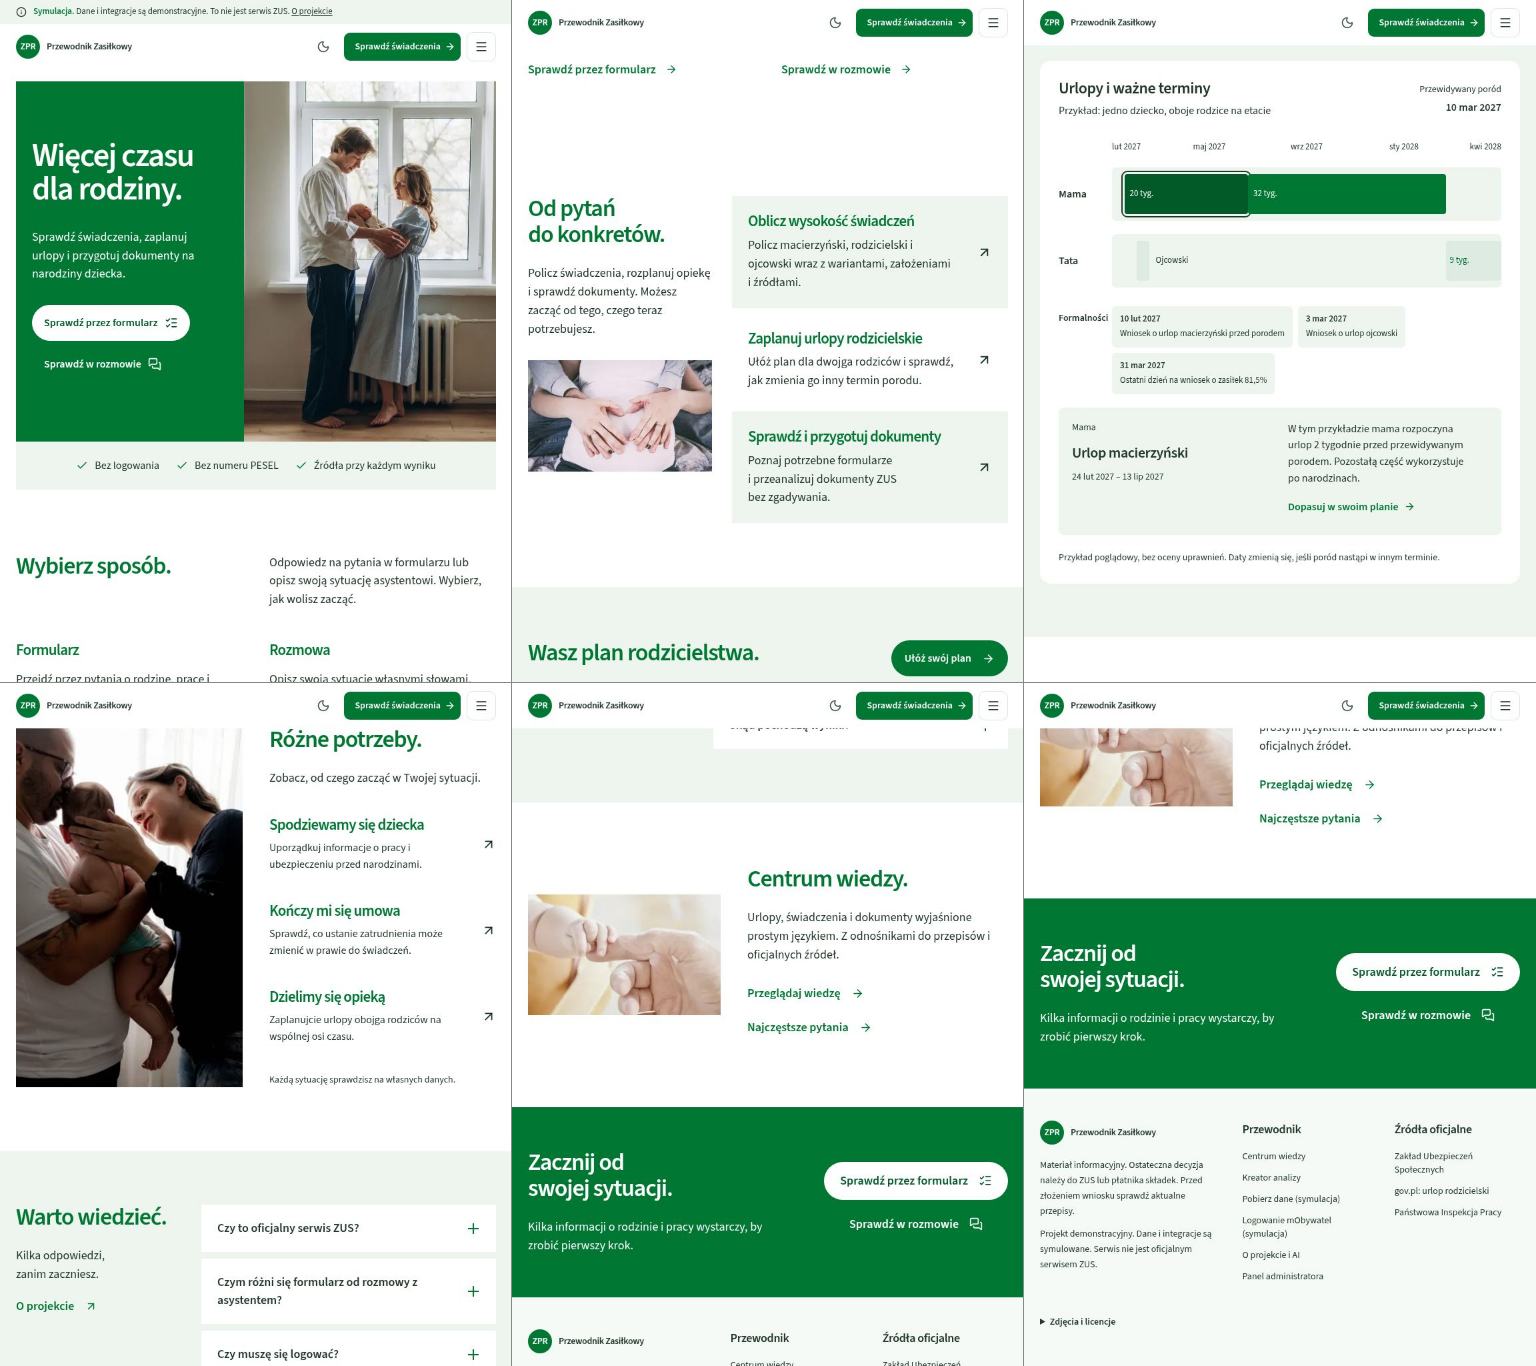 Symulacja. Dane i integracje są demonstracyjne. To nie jest serwis ZUS. O projekcie
ZPR Przewodnik Zasiłkowy
Sprawdź świadczenia
Więcej czasu
dla rodziny.
Sprawdź świadczenia, zaplanuj
urlopy i przygotuj dokumenty na
narodziny dziecka.
Sprawdź przez formularz
Sprawdź w rozmowie
Bez logowania
Bez numeru PESEL
Źródła przy każdym wyniku
Wybierz sposób.
Odpowiedz na pytania w formularzu lub
opisz swoją sytuację asystentowi. Wybierz,
jak wolisz zacząć.
Formularz
Przejdź przez pytania o rodzinę, pracę i
Rozmowa
Opisz swoją sytuację własnymi słowami.
ZPR Przewodnik Zasiłkowy
Sprawdź świadczenia
Sprawdź przez formularz
Sprawdź w rozmowie
Od pytań
do konkretów.
Policz świadczenia, rozplanuj opiekę
i sprawdź dokumenty. Możesz
zacząć od tego, czego teraz
potrzebujesz.
Oblicz wysokość świadczeń
Policz macierzyński, rodzicielski i
ojcowski wraz z wariantami, założeniami
i źródłami.
Zaplanuj urlopy rodzicielskie
Ułóż plan dla dwojga rodziców i sprawdź,
jak zmienia go inny termin porodu.
Sprawdź i przygotuj dokumenty
Poznaj potrzebne formularze
i przeanalizuj dokumenty ZUS
bez zgadywania.
Wasz plan rodzicielstwa.
Ułóż swój plan
ZPR Przewodnik Zasiłkowy
Sprawdź świadczenia
Urlopy i ważne terminy
Przykład: jedno dziecko, oboje rodzice na etacie
Przewidywany poród
10 mar 2027
lut 2027 maj 2027 wrz 2027 sty 2028 kwi 2028
Mama
20 tyg.
32 tyg.
Tata
Ojcowski
9 tyg.
Formalności
10 lut 2027
Wniosek o urlop macierzyński przed porodem
3 mar 2027
Wniosek o urlop ojcowski
31 mar 2027
Ostatni dzień na wniosek o zasiłek 81,5%
Mama
Urlop macierzyński
24 lut 2027 – 13 lip 2027
W tym przykładzie mama rozpoczyna
urlop 2 tygodnie przed przewidywanym
porodem. Pozostałą część wykorzystuje
po narodzinach.
Dopasuj w swoim planie
Przykład poglądowy, bez oceny uprawnień. Daty zmienią się, jeśli poród nastąpi w innym terminie.
ZPR Przewodnik Zasiłkowy
Sprawdź świadczenia
Różne potrzeby.
Zobacz, od czego zacząć w Twojej sytuacji.
Spodziewamy się dziecka
Uporządkuj informacje o pracy i
ubezpieczeniu przed narodzinami.
Kończy mi się umowa
Sprawdź, co ustanie zatrudnienia może
zmienić w prawie do świadczeń.
Dzielimy się opieką
Zaplanujcie urlopy obojga rodziców na
wspólnej osi czasu.
Każdą sytuację sprawdzisz na własnych danych.
Warto wiedzieć.
Kilka odpowiedzi,
zanim zaczniesz.
O projekcie
Czy to oficjalny serwis ZUS?
Czym różni się formularz od rozmowy z
asystentem?
Czy muszę się logować?
ZPR Przewodnik Zasiłkowy
Sprawdź świadczenia
Centrum wiedzy.
Urlopy, świadczenia i dokumenty wyjaśnione
prostym językiem. Z odnośnikami do przepisów i
oficjalnych źródeł.
Przeglądaj wiedzę
Najczęstsze pytania
Zacznij od
swojej sytuacji.
Kilka informacji o rodzinie i pracy wystarczy, by
zrobić pierwszy krok.
Sprawdź przez formularz
Sprawdź w rozmowie
ZPR Przewodnik Zasiłkowy
Przewodnik
Centrum wiedzy
Źródła oficjalne
Zakład Ubezpieczeń
ZPR Przewodnik Zasiłkowy
Sprawdź świadczenia
prostym językiem. Z odnośnikami do przepisów i
oficjalnych źródeł.
Przeglądaj wiedzę
Najczęstsze pytania
Zacznij od
swojej sytuacji.
Kilka informacji o rodzinie i pracy wystarczy, by
zrobić pierwszy krok.
Sprawdź przez formularz
Sprawdź w rozmowie
ZPR Przewodnik Zasiłkowy
Materiał informacyjny. Ostateczna decyzja
należy do ZUS lub płatnika składek. Przed
złożeniem wniosku sprawdź aktualne
przepisy.
Projekt demonstracyjny. Dane i integracje są
symulowane. Serwis nie jest oficjalnym
serwisem ZUS.
Przewodnik
Centrum wiedzy
Kreator analizy
Pobierz dane (symulacja)
Logowanie mObywatel
(symulacja)
O projekcie i AI
Panel administratora
Źródła oficjalne
Zakład Ubezpieczeń
Społecznych
gov.pl: urlop rodzicielski
Państwowa Inspekcja Pracy
Zdjęcia i licencje